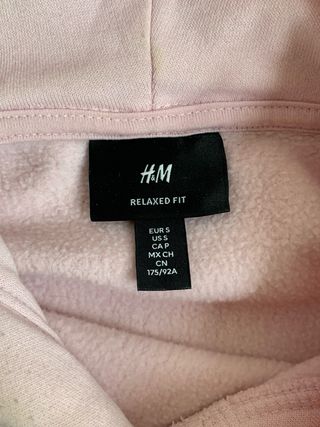 H&M
RELAXED FIT
EUR S
US S
CA P
MX CH
CN
175/92A